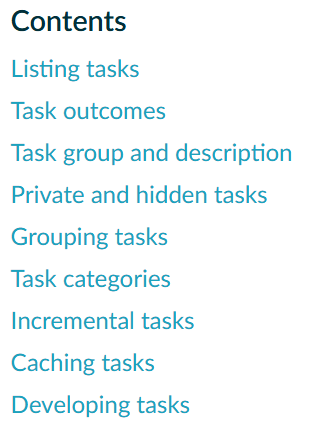 Contents
Listing tasks
Task outcomes
Task group and description
Private and hidden tasks
Grouping tasks
Task categories
Incremental tasks
Caching tasks
Developing tasks